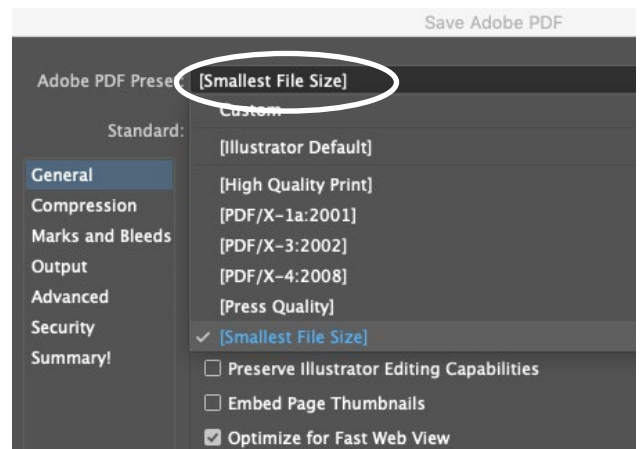 Save Adobe PDF
Adobe PDF Prese: [Smallest File Size]
Custom
Standard:
[Illustrator Default]
General
[High Quality Print]
Compression
[PDF/X-1a:2001]
Marks and Bleeds
[PDF/X-3:2002]
Output
[PDF/X-4:2008]
Advanced
[Press Quality]
Security
✓ [Smallest File Size]
Summary!
Preserve Illustrator Editing Capabilities
Embed Page Thumbnails
Optimize for Fast Web View